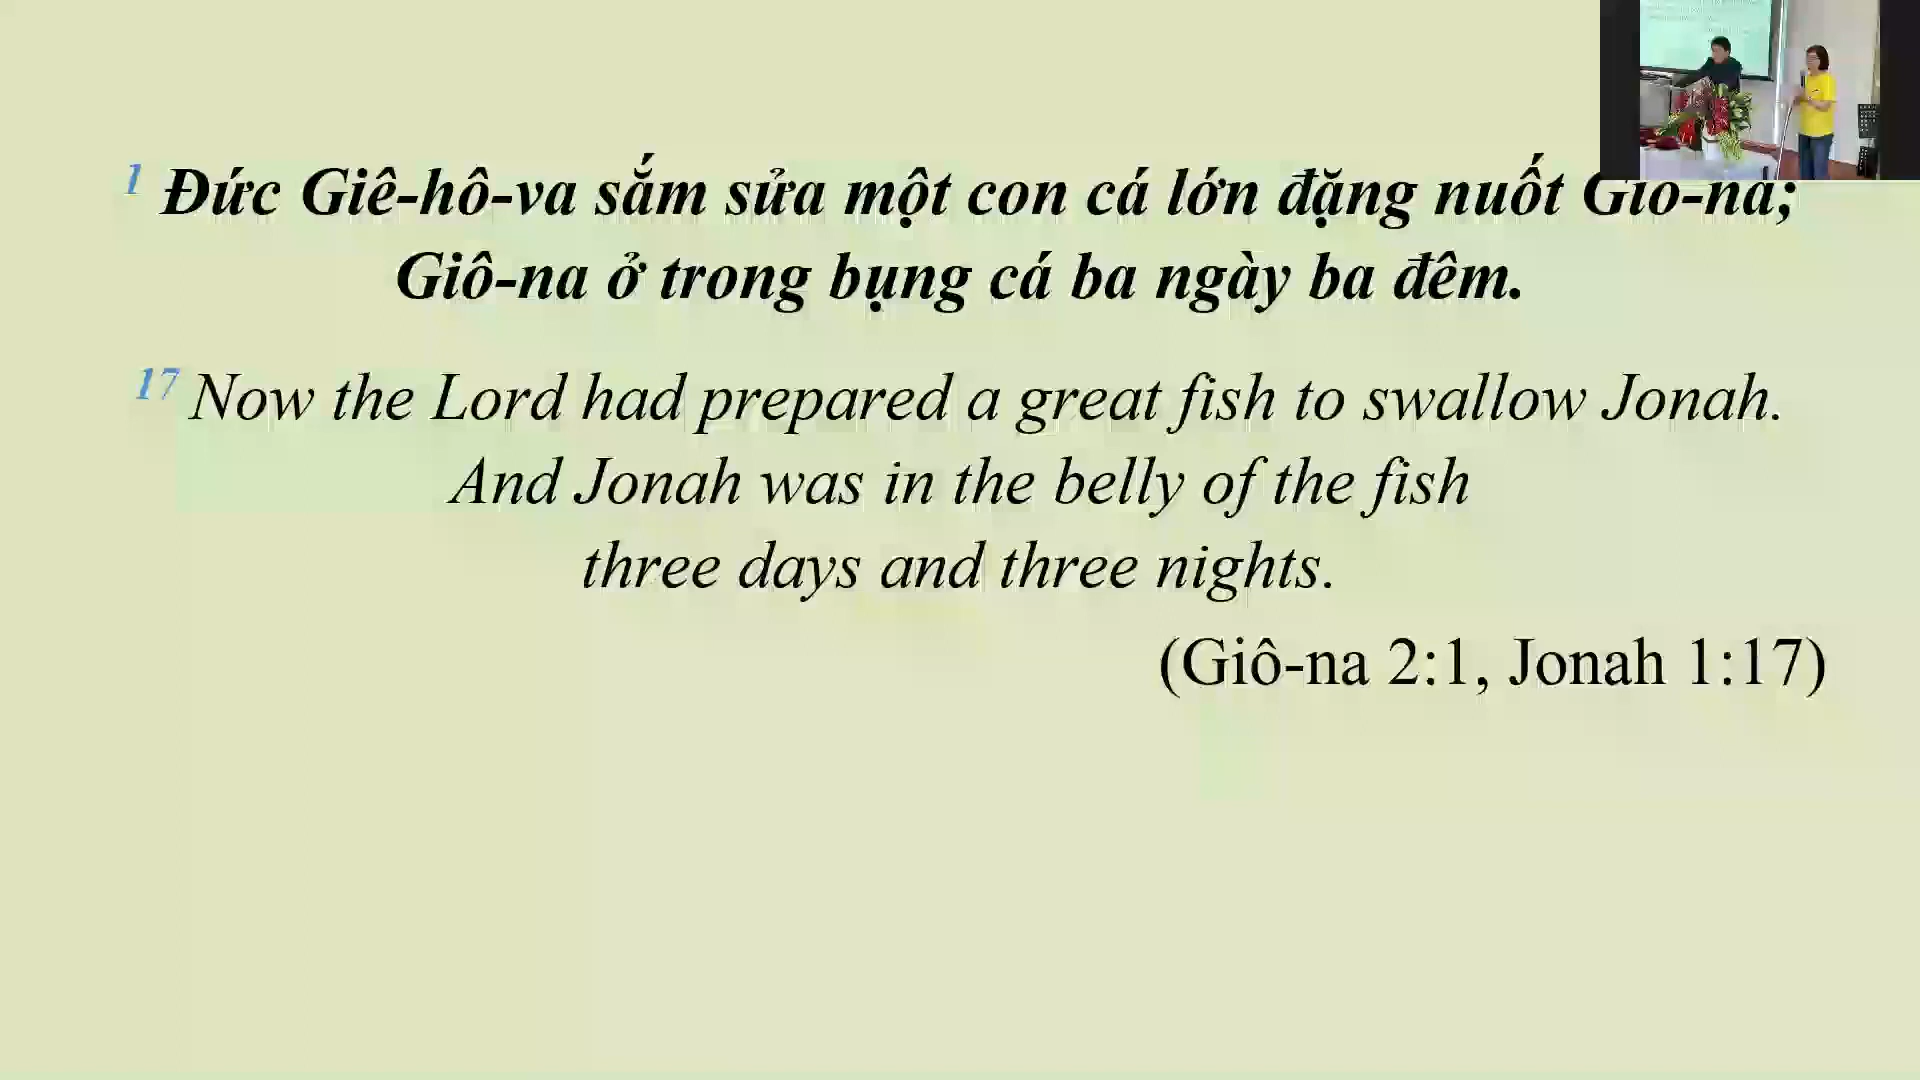 1 Đức Giê-hô-va sắm sửa một con cá lớn đặng nuốt Giô-na;
Giô-na ở trong bụng cá ba ngày ba đêm.
17 Now the Lord had prepared a great fish to swallow Jonah.
And Jonah was in the belly of the fish
three days and three nights.
(Giô-na 2:1, Jonah 1:17)